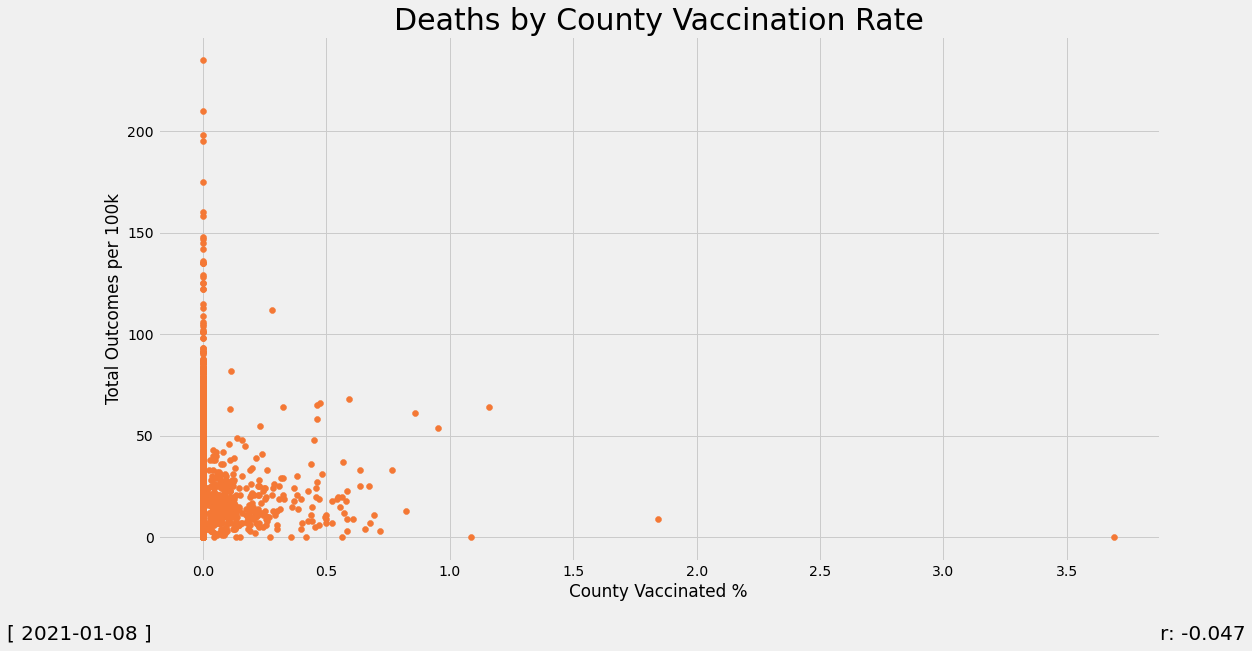 Deaths by County Vaccination Rate
Total Outcomes per 100k
200
150
100
50
0
0.0 0.5 1.0 1.5 2.0 2.5 3.0 3.5
County Vaccinated %
[ 2021-01-08 ] r: -0.047